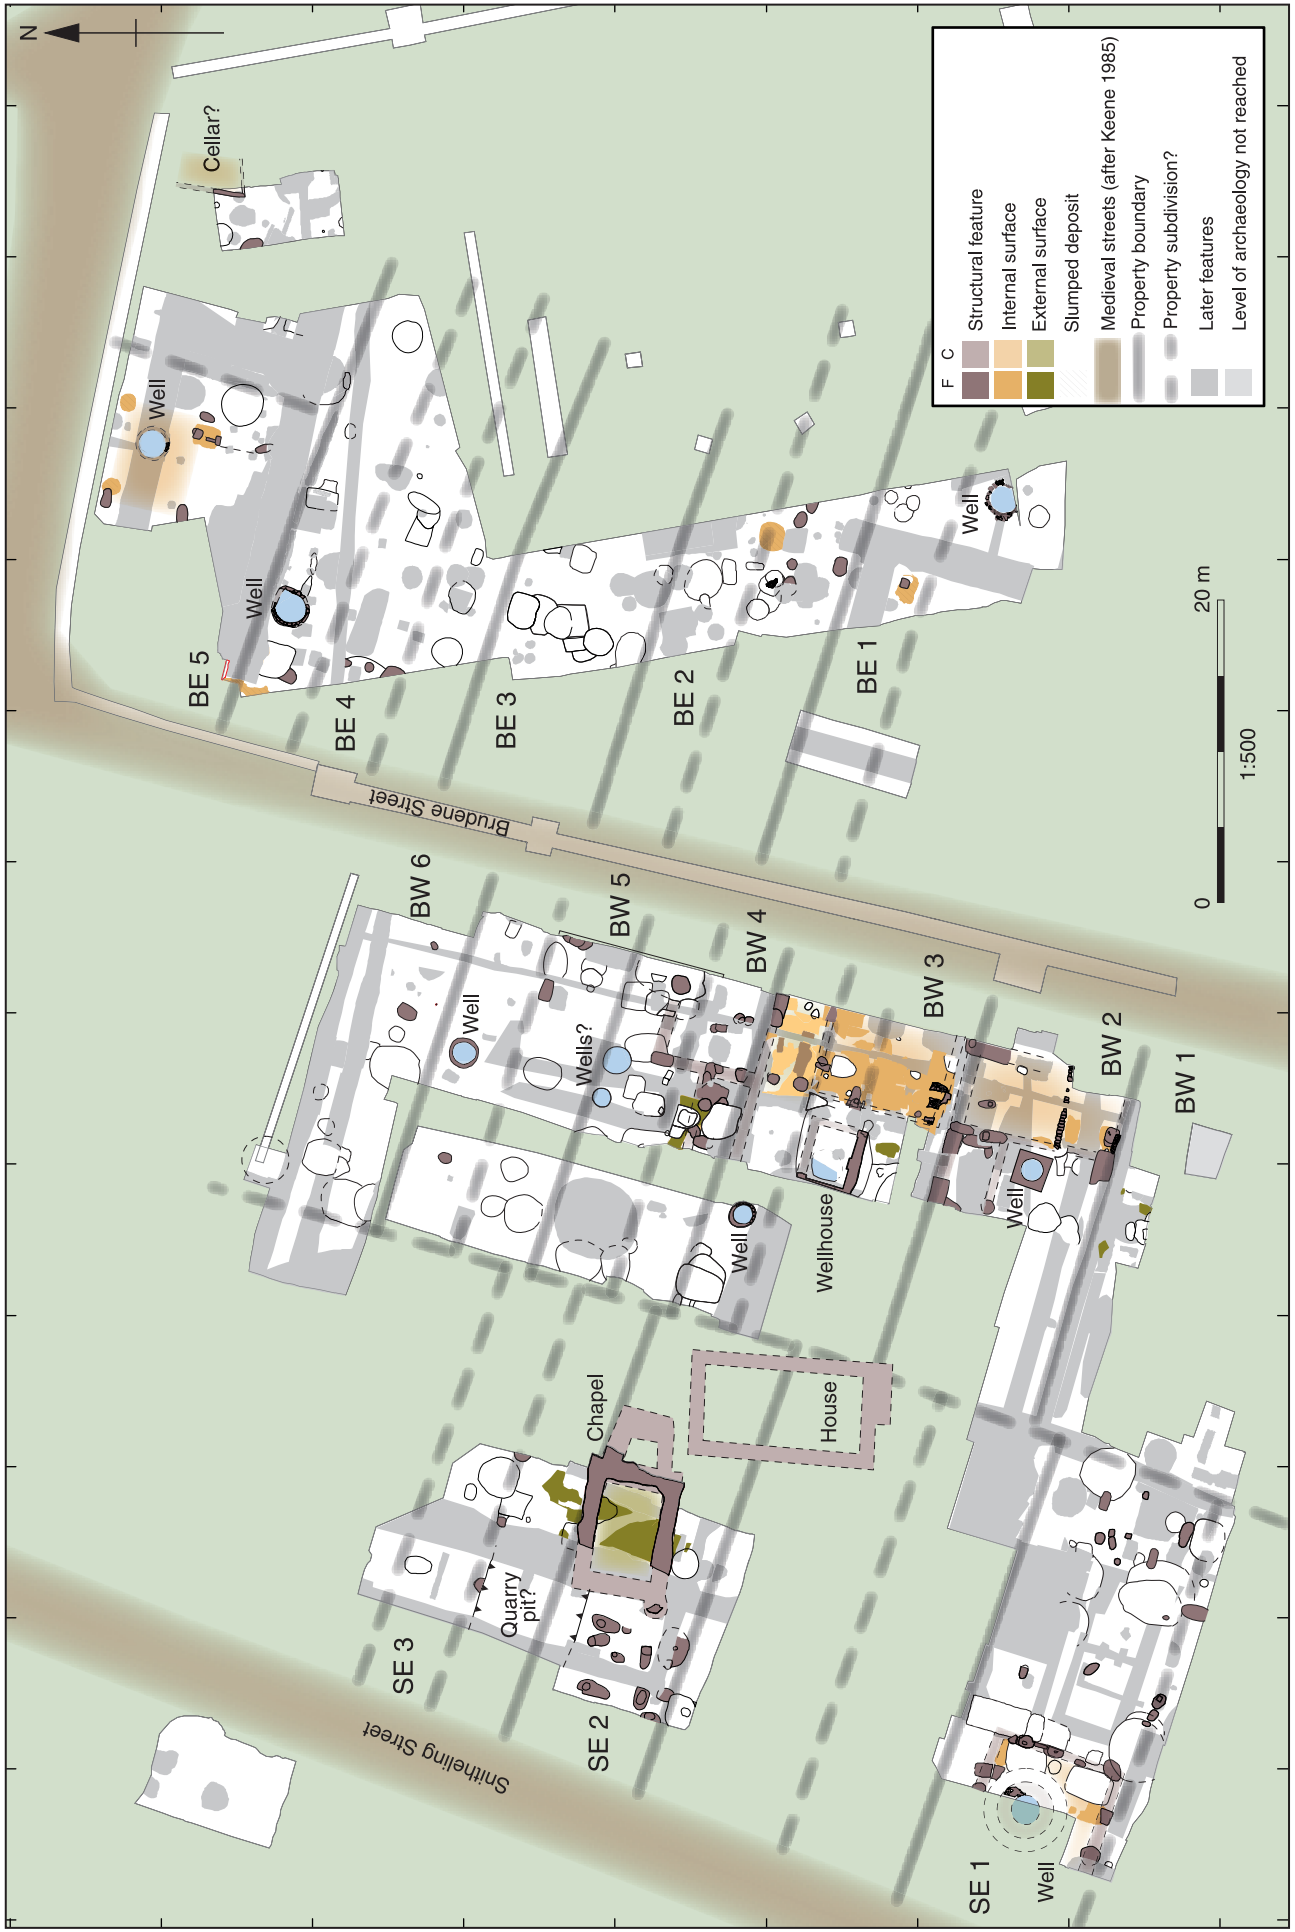 N
Cellar?
Well
Well
BE 5
BE 4
BE 3
BE 2
BE 1
Well
Brudene Street
BW 6
BW 5
BW 4
BW 3
BW 2
BW 1
Well
Wells?
Well
Wellhouse
Well
Chapel
House
Quarry
pit?
SE 3
SE 2
SE 1
Well
Snitheling Street
0
20 m
1:500
F
C
Structural feature
Internal surface
External surface
Slumped deposit
Medieval streets (after Keene 1985)
Property boundary
Property subdivision?
Later features
Level of archaeology not reached